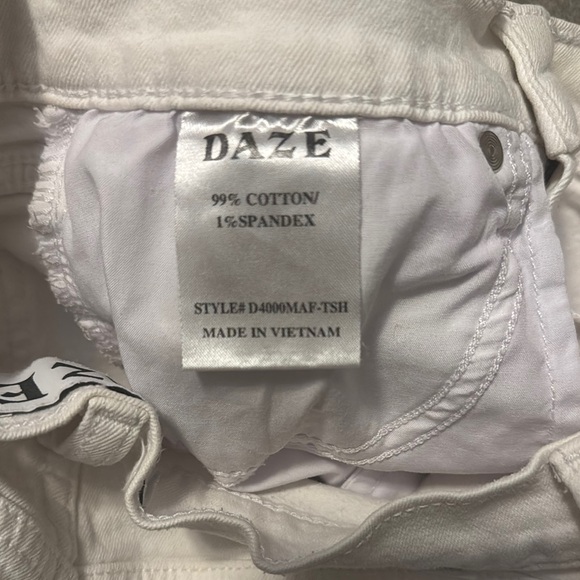 DAZE
99% COTTON/
1%SPANDEX
STYLE# D4000MAF-TSH
MADE IN VIETNAM